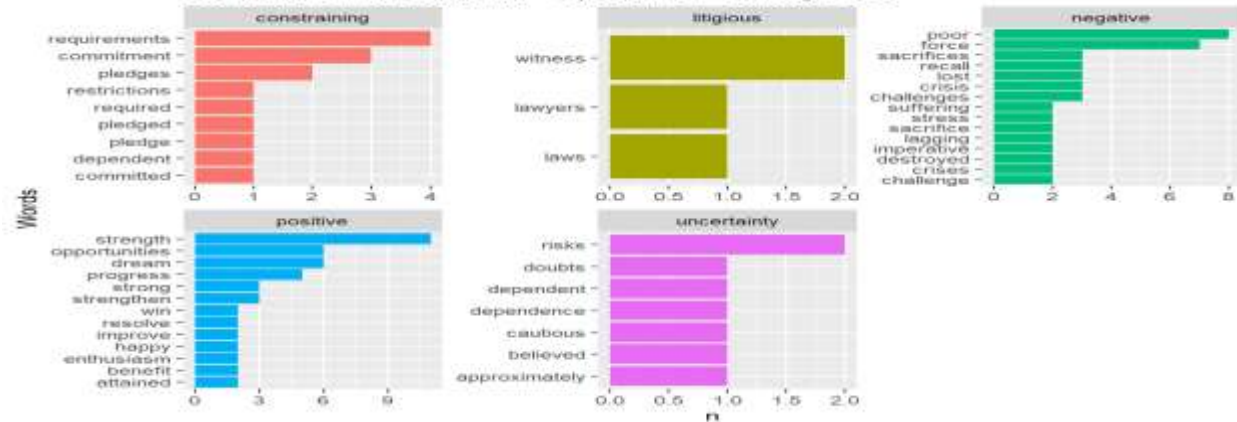 constraining
requirements
commitment
pledges
restrictions
required
pledged
pledge
dependent
committed
0 1 2 3 4
litigious
witness
lawyers
laws
0.0 0.5 1.0 1.5 2.0
negative
poor
force
sacrifices
recall
lost
crisis
challenges
suffering
stress
sacrifice
lagging
imperative
destroyed
crises
challenge
0 2 4 6 8
Words
positive
strength
opportunities
dream
progress
strong
strengthen
win
resolve
improve
happy
enthusiasm
benefit
attained
0 3 6 9
uncertainty
risks
doubts
dependent
dependence
cautious
believed
approximately
0.0 0.5 1.0 1.5 2.0
n